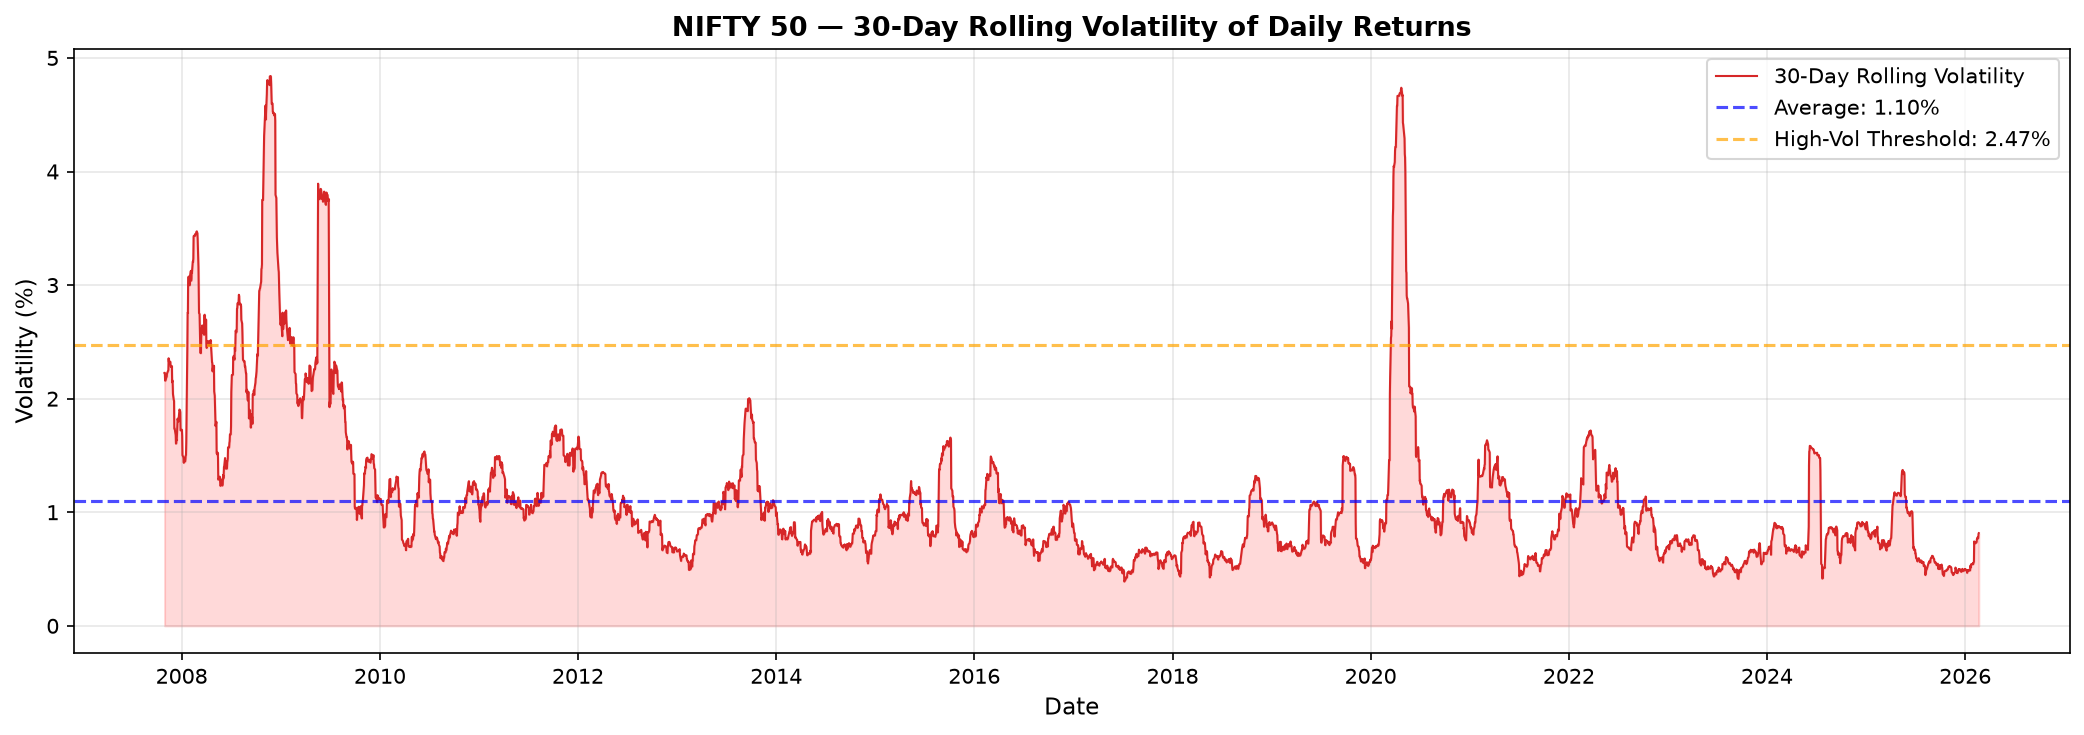 NIFTY 50 — 30-Day Rolling Volatility of Daily Returns
30-Day Rolling Volatility
Average: 1.10%
High-Vol Threshold: 2.47%
Volatility (%)
5
4
3
2
1
0
2008 2010 2012 2014 2016 2018 2020 2022 2024 2026
Date